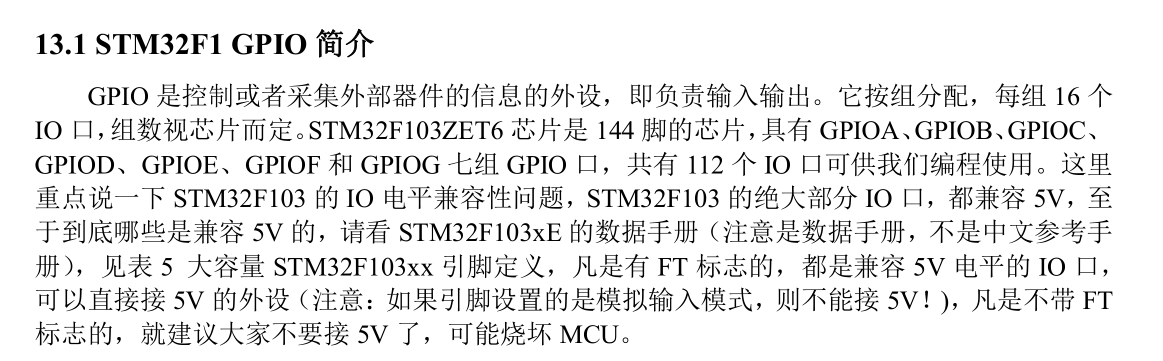 13.1 STM32F1 GPIO 简介
GPIO 是控制或者采集外部器件的信息的外设，即负责输入输出。它按组分配，每组 16 个
IO 口，组数视芯片而定。STM32F103ZET6 芯片是 144 脚的芯片，具有 GPIOA、GPIOB、GPIOC、
GPIOD、GPIOE、GPIOF 和 GPIOG 七组 GPIO 口，共有 112 个 IO 口可供我们编程使用。这里
重点说一下 STM32F103 的 IO 电平兼容性问题，STM32F103 的绝大部分 IO 口，都兼容 5V，至
于到底哪些是兼容 5V 的，请看 STM32F103xE 的数据手册（注意是数据手册，不是中文参考手
册），见表 5 大容量 STM32F103xx 引脚定义，凡是有 FT 标志的，都是兼容 5V 电平的 IO 口，
可以直接接 5V 的外设（注意：如果引脚设置的是模拟输入模式，则不能接 5V！），凡是不带 FT
标志的，就建议大家不要接 5V 了，可能烧坏 MCU。